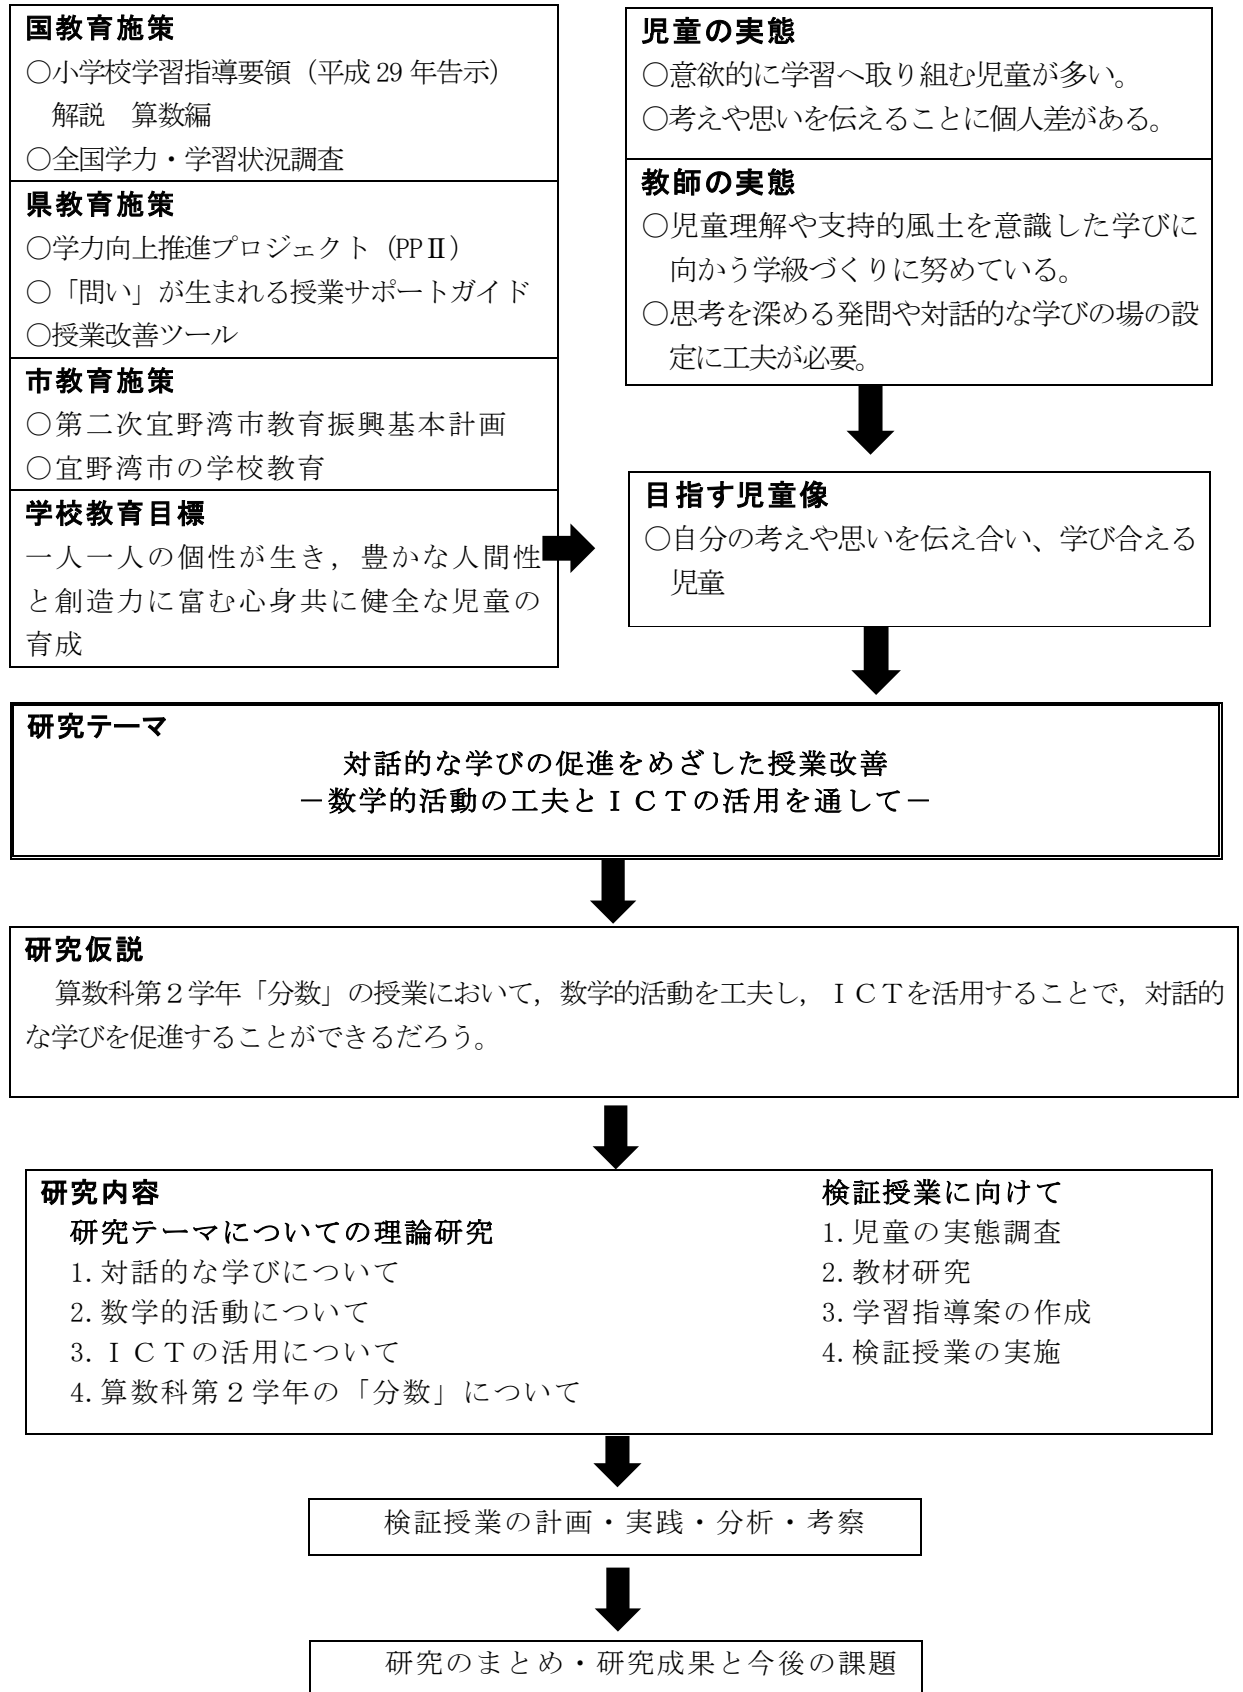 国教育施策
○小学校学習指導要領（平成29年告示）
解説　算数編
○全国学力・学習状況調査
県教育施策
○学力向上推進プロジェクト（PPⅡ）
○「問い」が生まれる授業サポートガイド
○授業改善ツール
市教育施策
○第二次宜野湾市教育振興基本計画
○宜野湾市の学校教育
学校教育目標
一人一人の個性が生き，豊かな人間性
と創造力に富む心身共に健全な児童の
育成
児童の実態
○意欲的に学習へ取り組む児童が多い。
○考えや思いを伝えることに個人差がある。
教師の実態
○児童理解や支持的風土を意識した学びに
向かう学級づくりに努めている。
○思考を深める発問や対話的な学びの場の設
定に工夫が必要。
目指す児童像
○自分の考えや思いを伝え合い、学び合える
児童
研究テーマ
対話的な学びの促進をめざした授業改善
－数学的活動の工夫とＩＣＴの活用を通して－
研究仮説
算数科第２学年「分数」の授業において，数学的活動を工夫し，ＩＣＴを活用することで，対話的
な学びを促進することができるだろう。
研究内容
研究テーマについての理論研究
1.対話的な学びについて
2.数学的活動について
3.ＩＣＴの活用について
4.算数科第２学年の「分数」について
検証授業に向けて
1.児童の実態調査
2.教材研究
3.学習指導案の作成
4.検証授業の実施
検証授業の計画・実践・分析・考察
研究のまとめ・研究成果と今後の課題